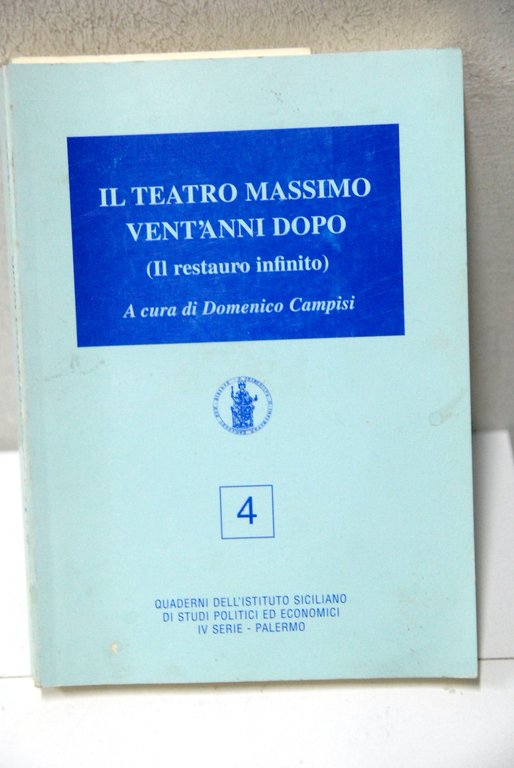 IL TEATRO MASSIMO
VENT'ANNI DOPO
(Il restauro infinito)
A cura di Domenico Campisi
4
QUADERNI DELL'ISTITUTO SICILIANO
DI STUDI POLITICI ED ECONOMICI
IV SERIE - PALERMO